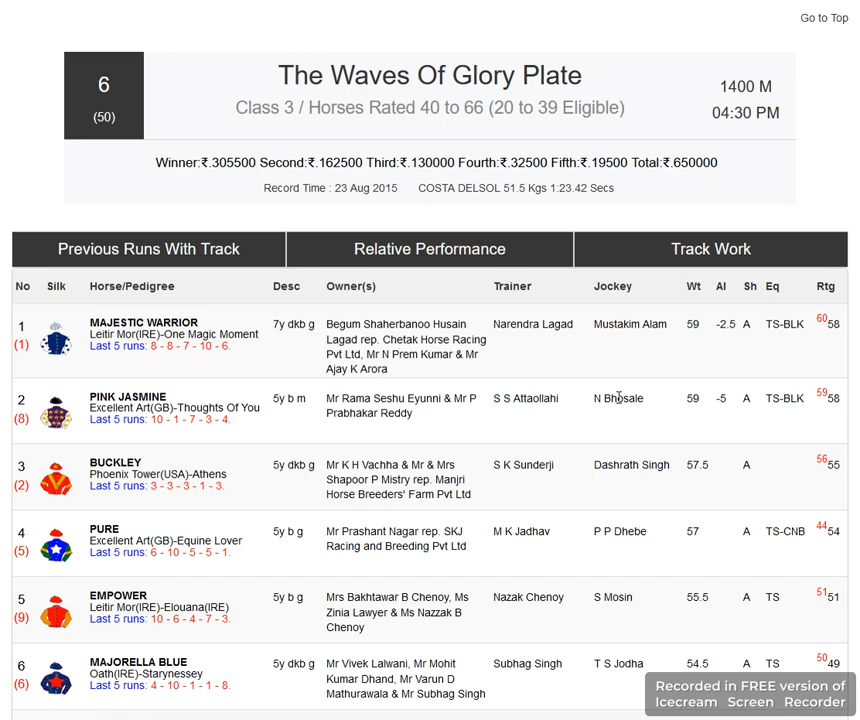 Go to Top
6
(50)
The Waves Of Glory Plate
Class 3 / Horses Rated 40 to 66 (20 to 39 Eligible)
1400 M
04:30 PM
Winner:₹.305500 Second:₹.162500 Third:₹.130000 Fourth:₹.32500 Fifth:₹.19500 Total:₹.650000
Record Time : 23 Aug 2015 COSTA DELSOL 51.5 Kgs 1:23.42 Secs
Previous Runs With Track Relative Performance Track Work
No Silk Horse/Pedigree Desc Owner(s) Trainer Jockey Wt Al Sh Eq Rtg
1
(1)
MAJESTIC WARRIOR
Leitir Mor(IRE)-One Magic Moment
Last 5 runs: 8 - 8 - 7 - 10 - 6.
7y dkb g
Begum Shaherbanoo Husain
Lagad rep. Chetak Horse Racing
Pvt Ltd, Mr N Prem Kumar & Mr
Ajay K Arora
Narendra Lagad
Mustakim Alam
59 -2.5 A TS-BLK 60 58
2
(8)
PINK JASMINE
Excellent Art(GB)-Thoughts Of You
Last 5 runs: 10 - 1 - 7 - 3 - 4.
5y b m
Mr Rama Seshu Eyunni & Mr P
Prabhakar Reddy
S S Attaollahi
N Bhosale
59 -5 A TS-BLK 59 58
3
(2)
BUCKLEY
Phoenix Tower(USA)-Athens
Last 5 runs: 3 - 3 - 3 - 1 - 3.
5y dkb g
Mr K H Vachha & Mr & Mrs
Shapoor P Mistry rep. Manjri
Horse Breeders' Farm Pvt Ltd
S K Sunderji
Dashrath Singh
57.5 A 56 55
4
(5)
PURE
Excellent Art(GB)-Equine Lover
Last 5 runs: 6 - 10 - 5 - 5 - 1.
5y b g
Mr Prashant Nagar rep. SKJ
Racing and Breeding Pvt Ltd
M K Jadhav
P P Dhebe
57 A TS-CNB 44 54
5
(9)
EMPOWER
Leitir Mor(IRE)-Elouana(IRE)
Last 5 runs: 10 - 6 - 4 - 7 - 3.
5y b g
Mrs Bakhtawar B Chenoy, Ms
Zinia Lawyer & Ms Nazzak B
Chenoy
Nazak Chenoy
S Mosin
55.5 A TS 51 51
6
(6)
MAJORELLA BLUE
Oath(IRE)-Starynessey
Last 5 runs: 4 - 10 - 1 - 1 - 8.
5y dkb g
Mr Vivek Lalwani, Mr Mohit
Kumar Dhand, Mr Varun D
Mathurawala & Mr Subhag Singh
Subhag Singh
T S Jodha
54.5 A TS 50 49
Recorded in FREE version of
Icecream Screen Recorder